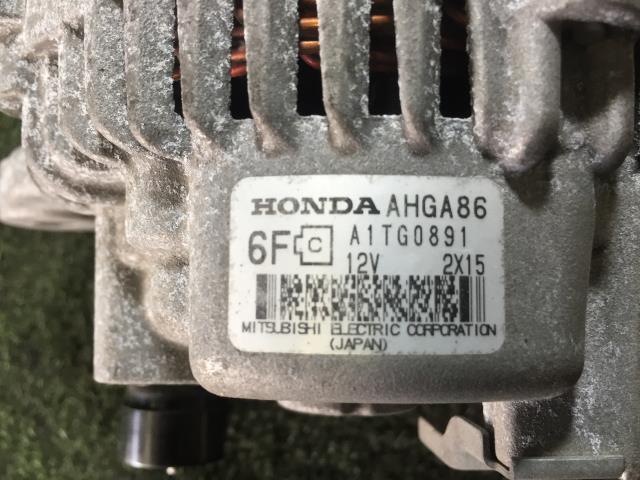 HONDA AHGA86
6F C A1TG0891
12V 2X15
MITSUBISHI ELECTRIC CORPORATION
(JAPAN)